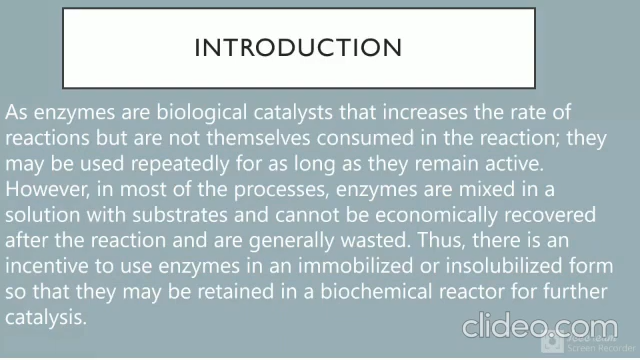 INTRODUCTION
As enzymes are biological catalysts that increases the rate of
reactions but are not themselves consumed in the reaction; they
may be used repeatedly for as long as they remain active.
However, in most of the processes, enzymes are mixed in a
solution with substrates and cannot be economically recovered
after the reaction and are generally wasted. Thus, there is an
incentive to use enzymes in an immobilized or insolubilized form
so that they may be retained in a biochemical reactor for further
catalysis.
clideo.com
Screen Recorder